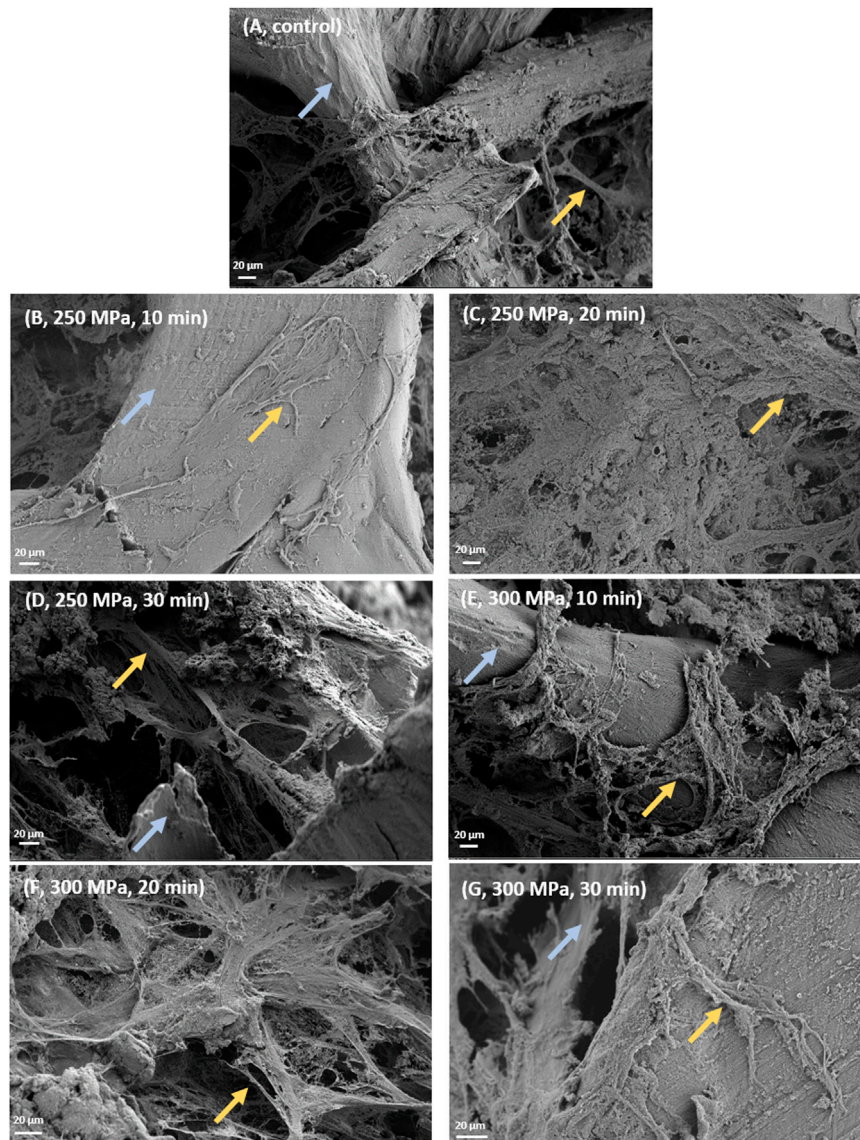 (A, control)
20 µm
(B, 250 MPa, 10 min)
20 µm
(C, 250 MPa, 20 min)
20 µm
(D, 250 MPa, 30 min)
20 µm
(E, 300 MPa, 10 min)
20 µm
(F, 300 MPa, 20 min)
20 µm
(G, 300 MPa, 30 min)
20 µm